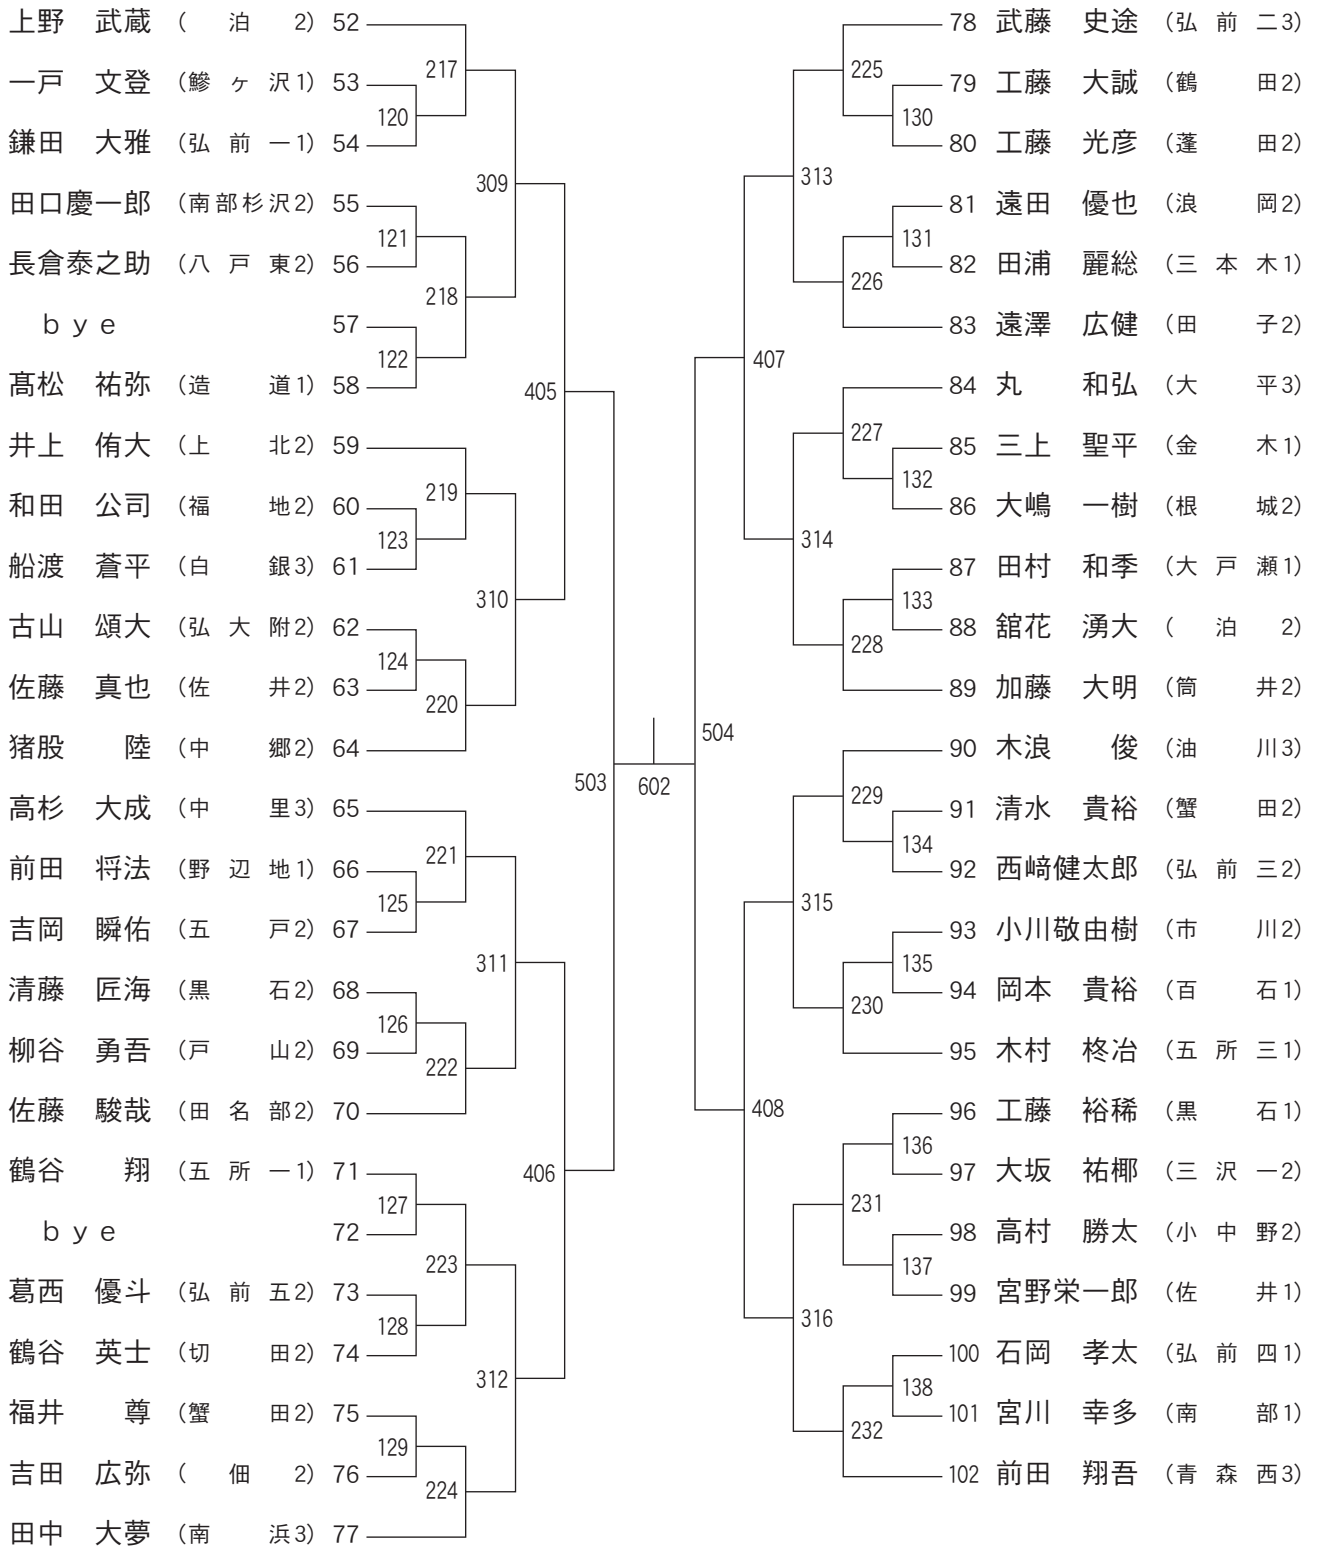 上野 武蔵 (泊 2) 52
一戸 文登 (鰺ヶ沢1) 53
鎌田 大雅 (弘前一1) 54
田口慶一郎 (南部杉沢2) 55
長倉泰之助 (八戸東2) 56
bye 57
髙松 祐弥 (造道1) 58
井上 侑大 (上北2) 59
和田 公司 (福地2) 60
船渡 蒼平 (白銀3) 61
古山 頌大 (弘大附2) 62
佐藤 真也 (佐井2) 63
猪股 陸 (中郷2) 64
高杉 大成 (中里3) 65
前田 将法 (野辺地1) 66
吉岡 瞬佑 (五戸2) 67
清藤 匠海 (黒石2) 68
柳谷 勇吾 (戸山2) 69
佐藤 駿哉 (田名部2) 70
鶴谷 翔 (五所一1) 71
bye 72
葛西 優斗 (弘前五2) 73
鶴谷 英士 (切田2) 74
福井 尊 (蟹田2) 75
吉田 広弥 (佃 2) 76
田中 大夢 (南浜3) 77
217
120
309
121
218
122
405
219
123
310
124
220
503
221
125
311
126
222
406
127
223
128
312
129
224
602
504
225
130
313
131
226
407
227
132
314
133
228
229
134
315
135
230
408
136
231
137
316
138
232
78 武藤 史途 (弘前二3)
79 工藤 大誠 (鶴田2)
80 工藤 光彦 (蓬田2)
81 遠田 優也 (浪岡2)
82 田浦 麗総 (三本木1)
83 遠澤 広健 (田子2)
84 丸 和弘 (大平3)
85 三上 聖平 (金木1)
86 大嶋 一樹 (根城2)
87 田村 和季 (大戸瀬1)
88 舘花 湧大 (泊 2)
89 加藤 大明 (筒井2)
90 木浪 俊 (油川3)
91 清水 貴裕 (蟹田2)
92 西﨑健太郎 (弘前三2)
93 小川敬由樹 (市川2)
94 岡本 貴裕 (百石1)
95 木村 柊冶 (五所三1)
96 工藤 裕稀 (黒石1)
97 大坂 祐椰 (三沢一2)
98 高村 勝太 (小中野2)
99 宮野栄一郎 (佐井1)
100 石岡 孝太 (弘前四1)
101 宮川 幸多 (南部1)
102 前田 翔吾 (青森西3)